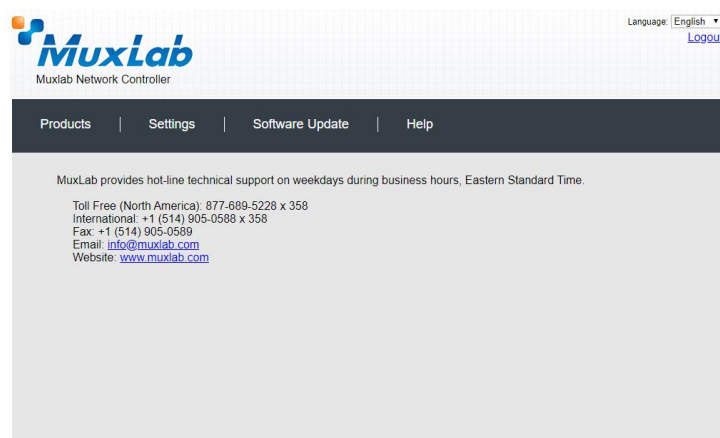 Language: English
Logou
MuxLab
Muxlab Network Controller
Products | Settings | Software Update | Help
MuxLab provides hot-line technical support on weekdays during business hours, Eastern Standard Time.
Toll Free (North America): 877-689-5228 x 358
International: +1 (514) 905-0588 x 358
Fax: +1 (514) 905-0589
Email: info@muxlab.com
Website: www.muxlab.com